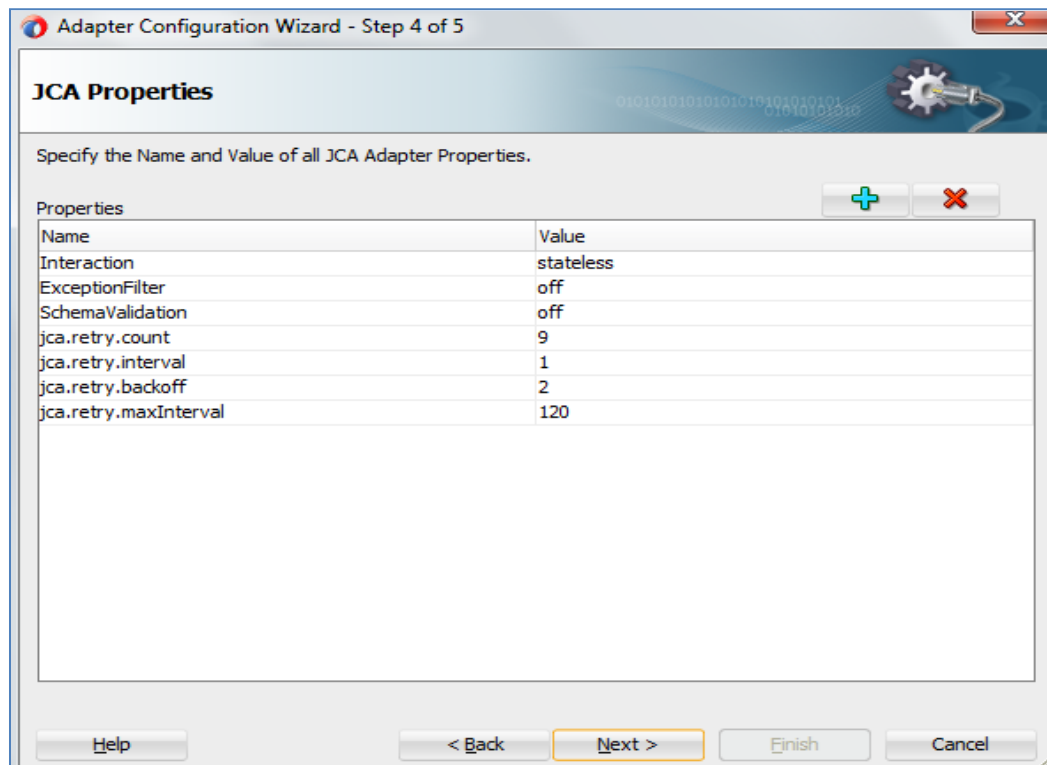 Adapter Configuration Wizard - Step 4 of 5
JCA Properties
Specify the Name and Value of all JCA Adapter Properties.
Properties
Name Value
Interaction stateless
ExceptionFilter off
SchemaValidation off
jca.retry.count 9
jca.retry.interval 1
jca.retry.backoff 2
jca.retry.maxInterval 120
Help < Back Next > Finish Cancel